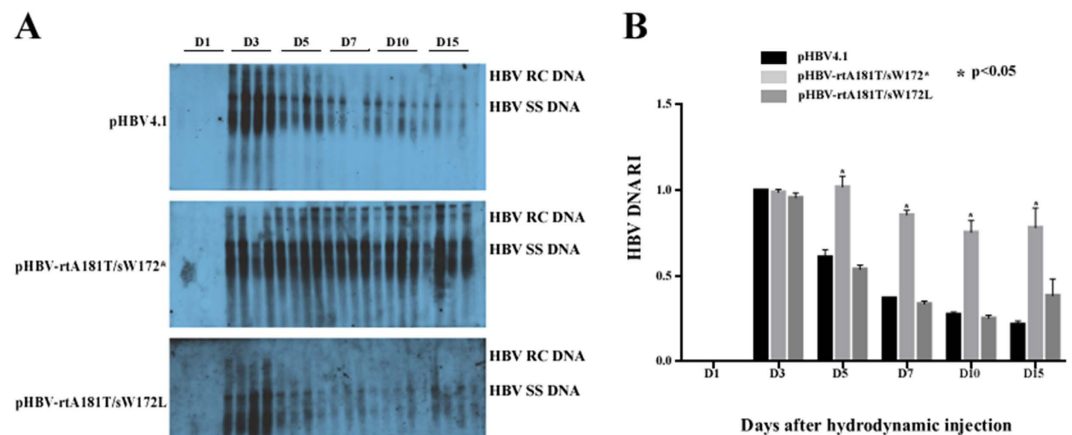 A
D1 D3 D5 D7 D10 D15
HBV RC DNA
HBV SS DNA
pHBV4.1
HBV RC DNA
HBV SS DNA
pHBV-rtA181T/sW172*
HBV RC DNA
HBV SS DNA
pHBV-rtA181T/sW172L
B
pHBV4.1
pHBV-rtA181T/sW172*
pHBV-rtA181T/sW172L
* p<0.05
HBV DNARI
1.5
1.0
0.5
0.0
* * * *
D1 D3 D5 D7 D10 D15
Days after hydrodynamic injection